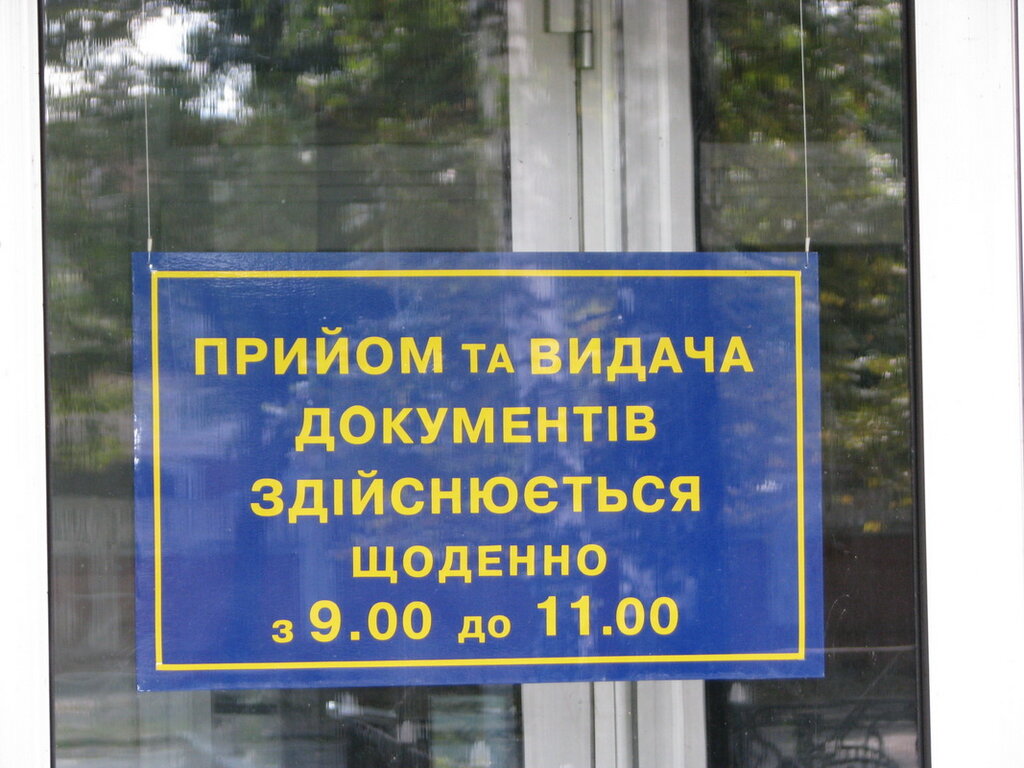 ПРИЙОМ ТА ВИДАЧА
ДОКУМЕНТІВ
ЗДІЙСНЮЄТЬСЯ
ЩОДЕННО
з 9.00 до 11.00